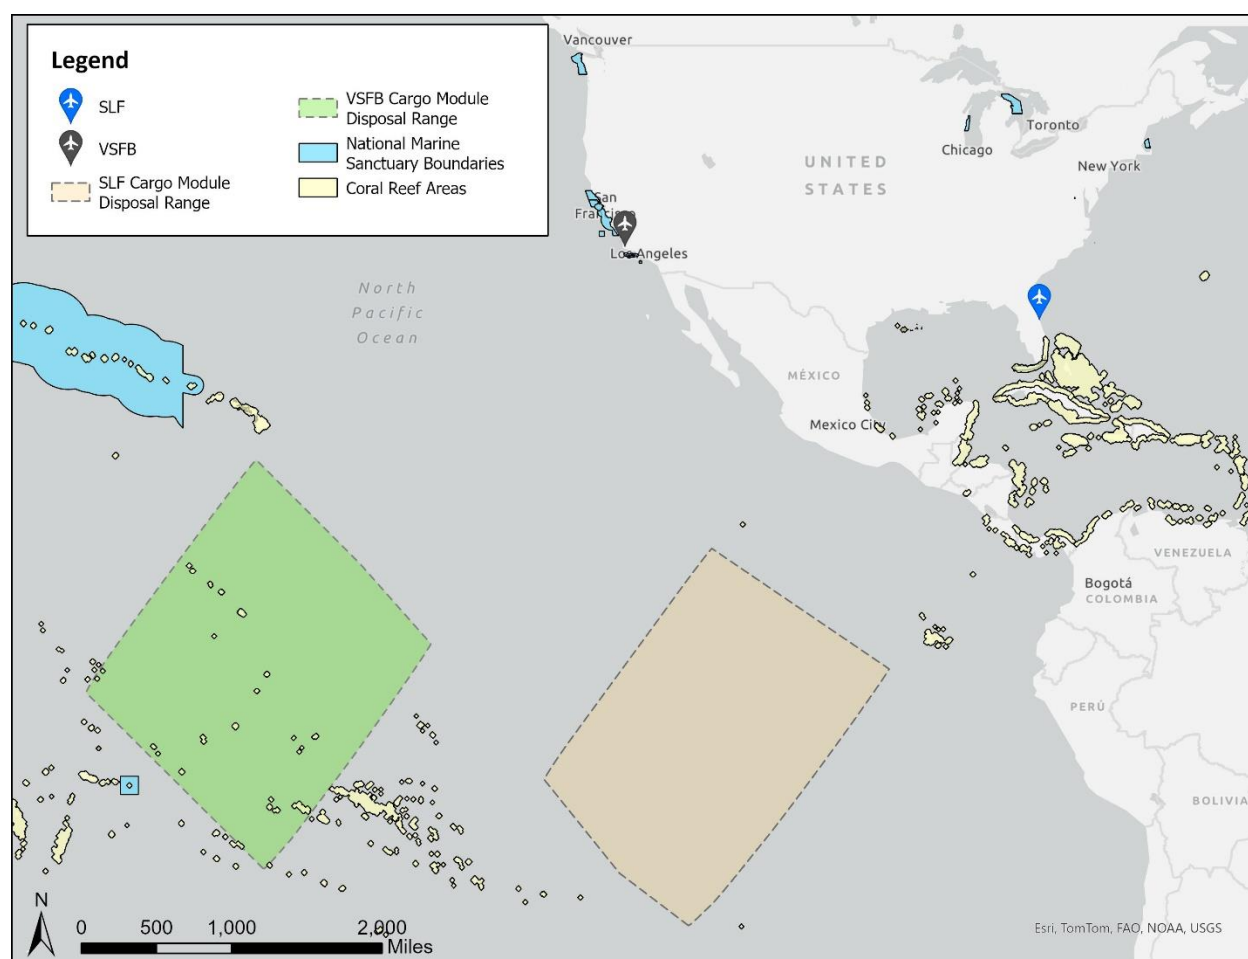 Legend
SLF
VSFB
SLF Cargo Module
Disposal Range
VSFB Cargo Module
Disposal Range
National Marine
Sanctuary Boundaries
Coral Reef Areas
Vancouver
Toronto
Chicago
New York
UNITED
STATES
San
Francisco
Los Angeles
North
Pacific
Ocean
MÉXICO
Mexico City
VENEZUELA
Bogotá
COLOMBIA
PERÚ
BOLIVIA
N
0 500 1,000 2,000
Miles
Esri, TomTom, FAO, NOAA, USGS